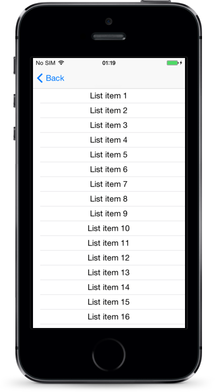 No SIM 01:19
Back
List item 1
List item 2
List item 3
List item 4
List item 5
List item 6
List item 7
List item 8
List item 9
List item 10
List item 11
List item 12
List item 13
List item 14
List item 15
List item 16